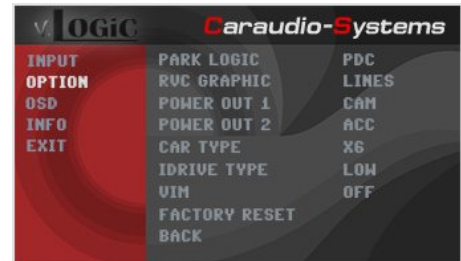 v.LOGiC Caraudio-Systems
INPUT PARK LOGIC PDC
OPTION RVC GRAPHIC LINES
OSD POWER OUT 1 CAM
INFO POWER OUT 2 ACC
EXIT CAR TYPE X6
IDRIVE TYPE LOW
VIM OFF
FACTORY RESET
BACK